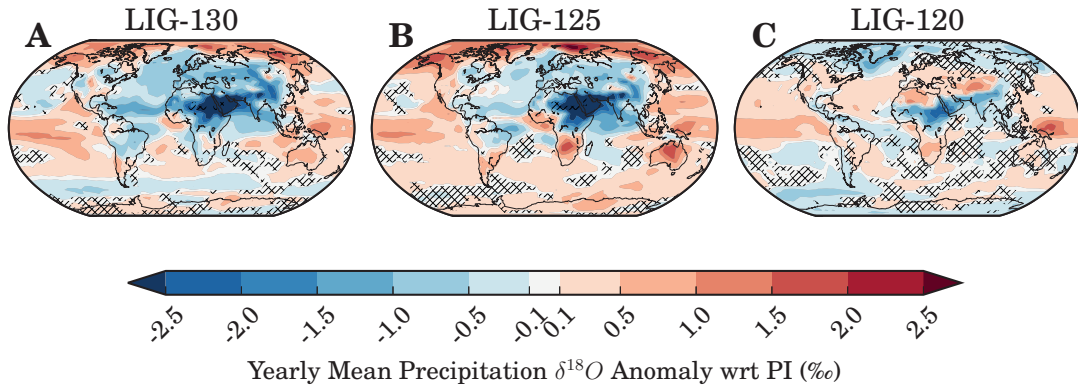 A LIG-130
B LIG-125
C LIG-120
-2.5 -2.0 -1.5 -1.0 -0.5 -0.1 0.1 0.5 1.0 1.5 2.0 2.5
Yearly Mean Precipitation δ¹⁸O Anomaly wrt PI (‰)